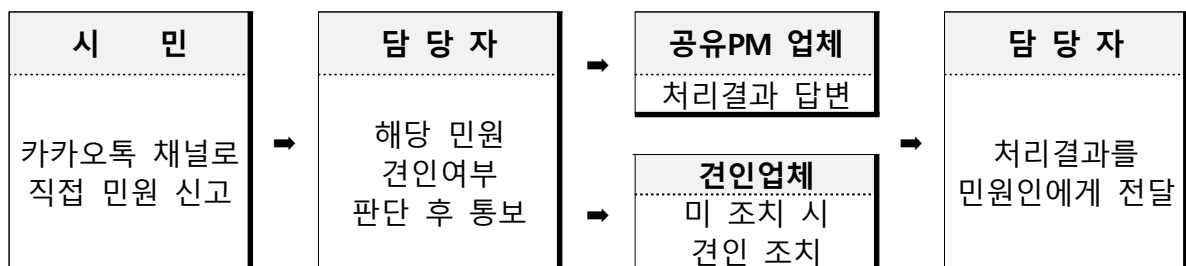 시 민
카카오톡 채널로
직접 민원 신고
➡
담 당 자
해당 민원
견인여부
판단 후 통보
➡
공유PM 업체
처리결과 답변
➡
견인업체
미 조치 시
견인 조치
➡
담 당 자
처리결과를
민원인에게 전달